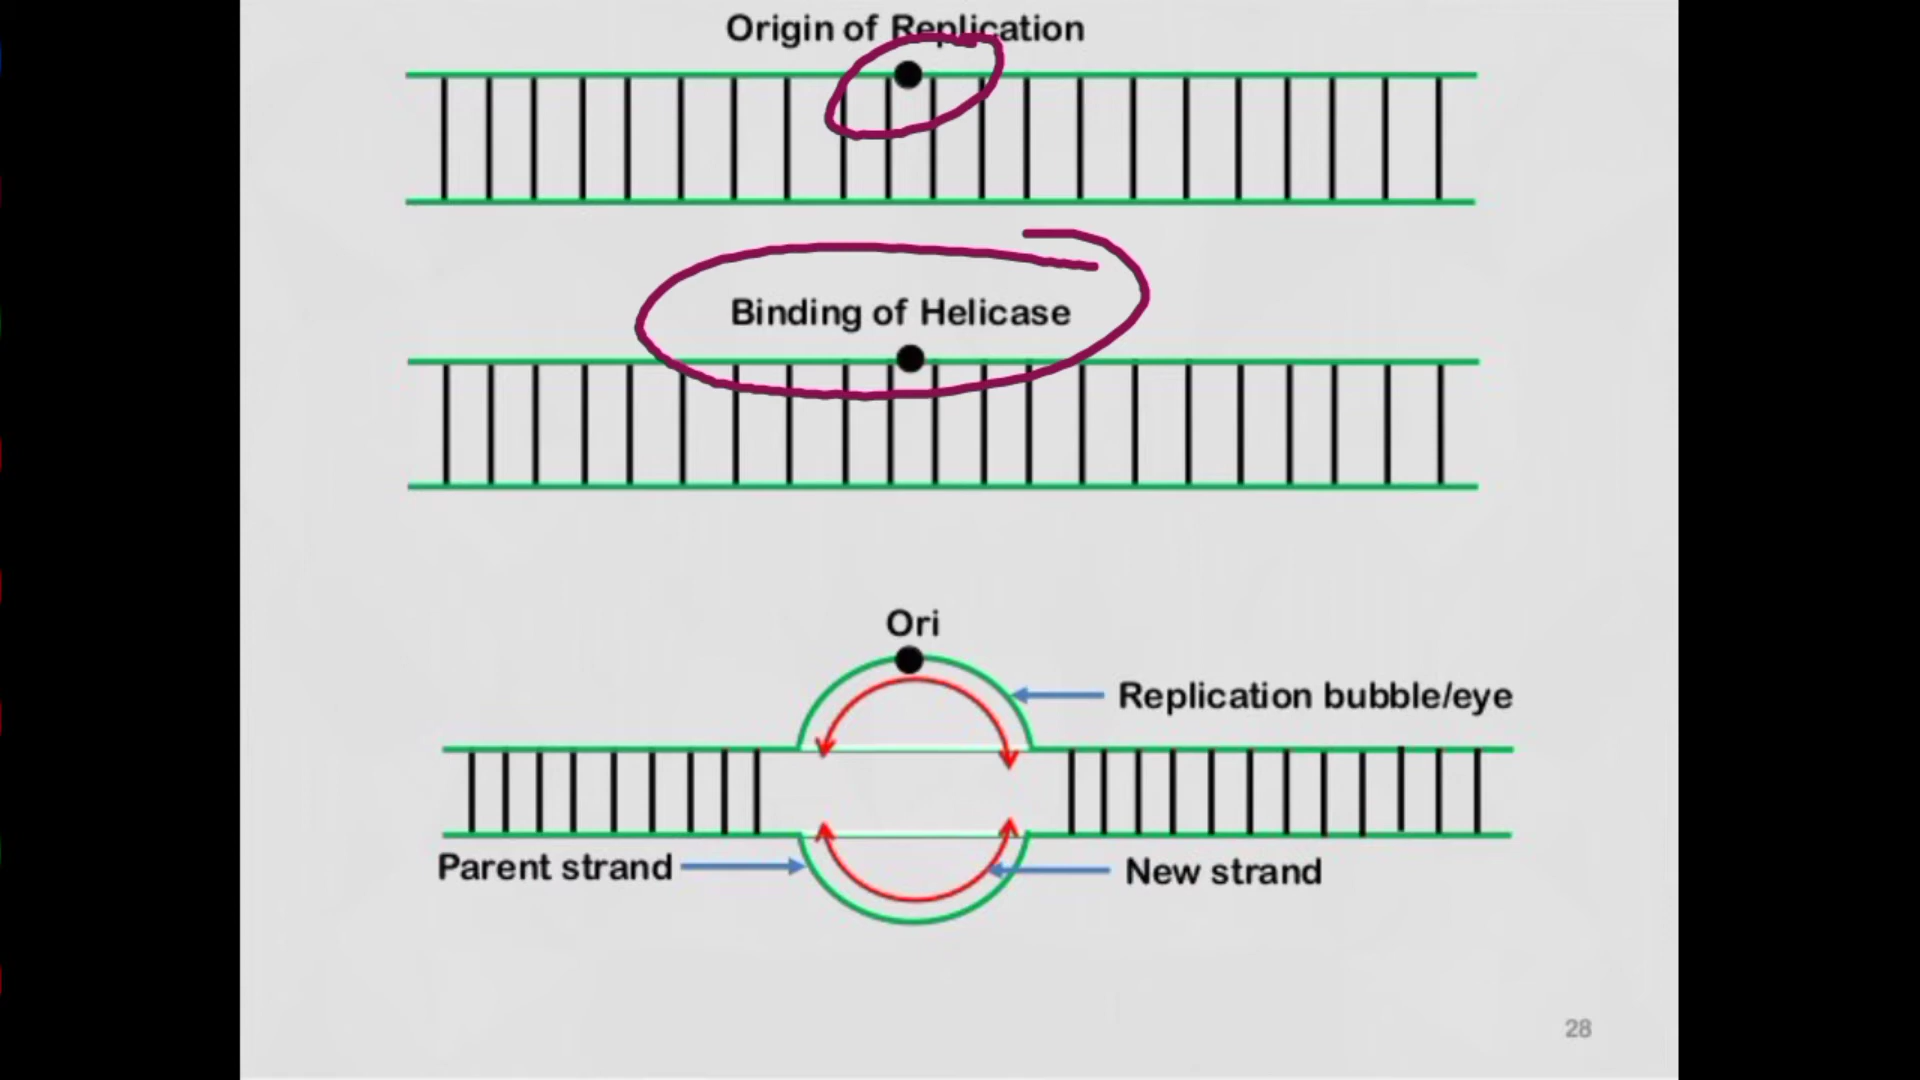 Origin of Replication
Binding of Helicase
Ori
Replication bubble/eye
Parent strand
New strand
28